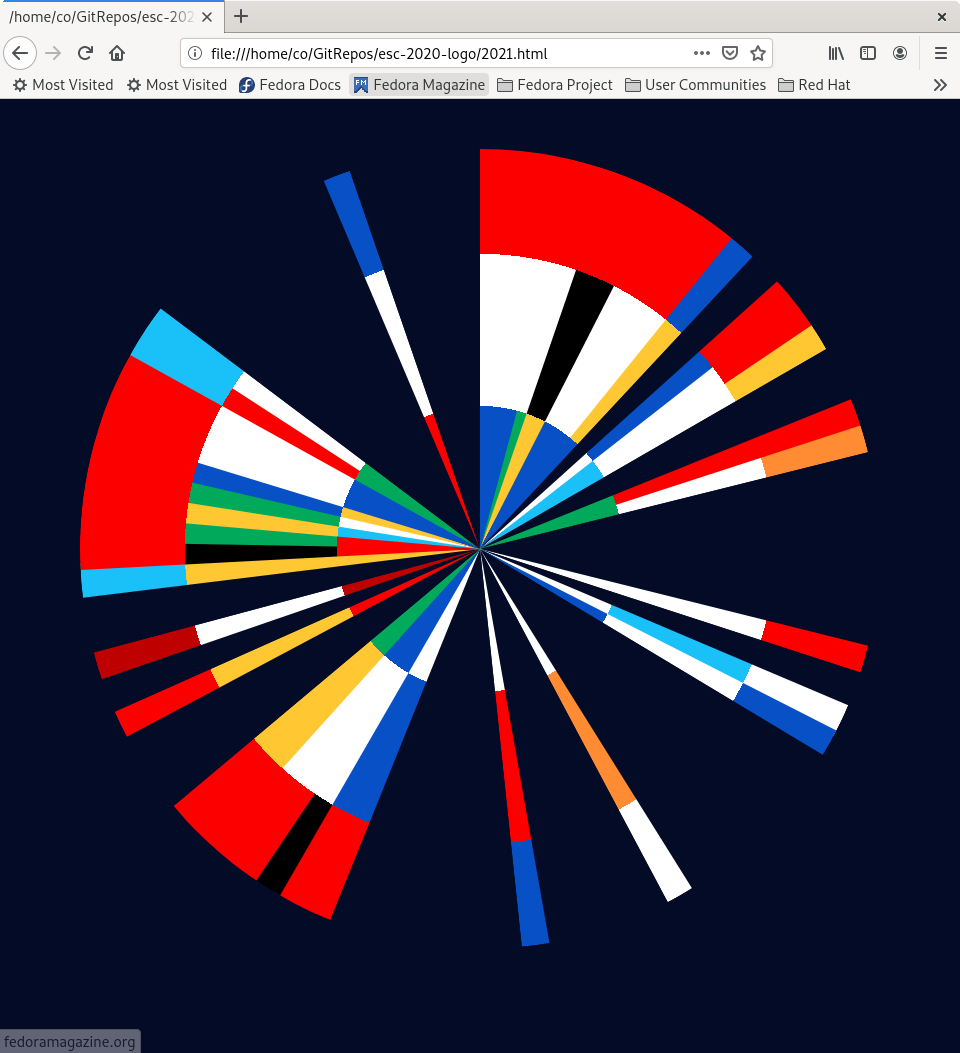 /home/co/GitRepos/esc-202
file:///home/co/GitRepos/esc-2020-logo/2021.html
Most Visited Most Visited Fedora Docs Fedora Magazine Fedora Project User Communities Red Hat
fedoramagazine.org